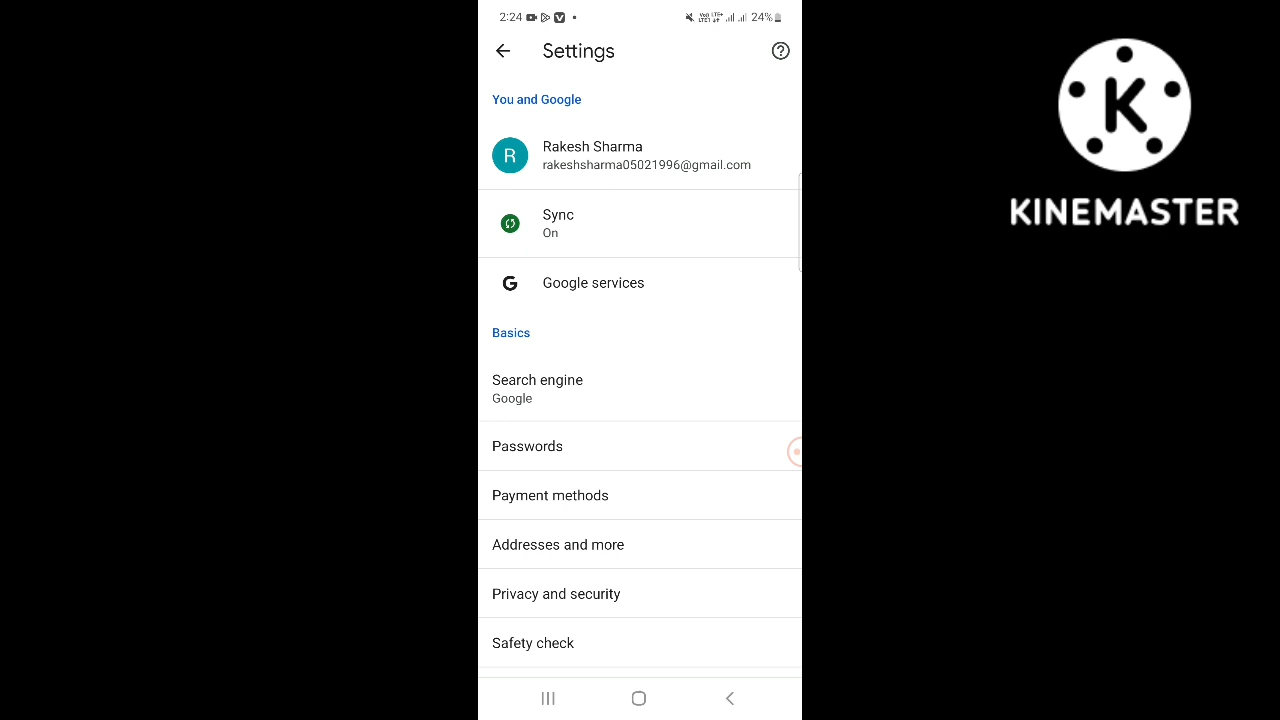 2:24
24%
Settings
You and Google
R
Rakesh Sharma
rakeshsharma05021996@gmail.com
Sync
On
G
Google services
Basics
Search engine
Google
Passwords
Payment methods
Addresses and more
Privacy and security
Safety check
K
KINEMASTER